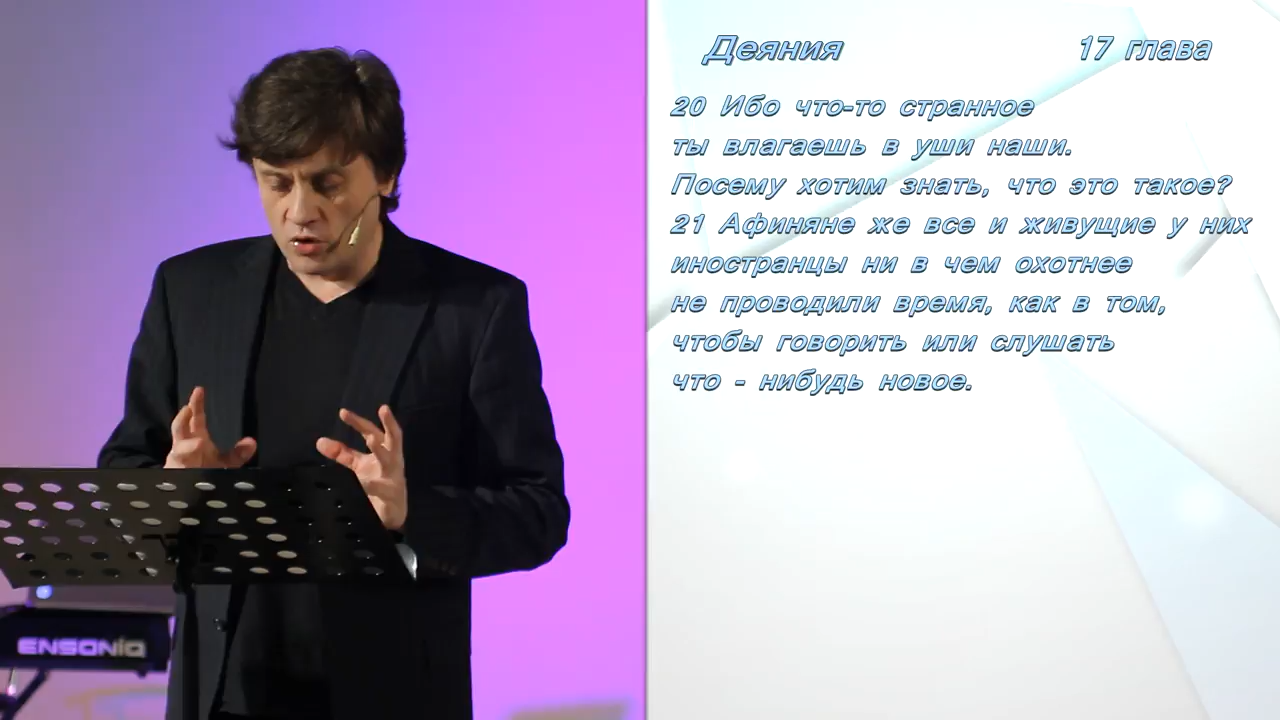 Деяния 17 глава
20 Ибо что-то странное
ты влагаешь в уши наши.
Посему хотим знать, что это такое?
21 Афиняне же все и живущие у них
иностранцы ни в чем охотнее
не проводили время, как в том,
чтобы говорить или слушать
что - нибудь новое.
ENSONIQ